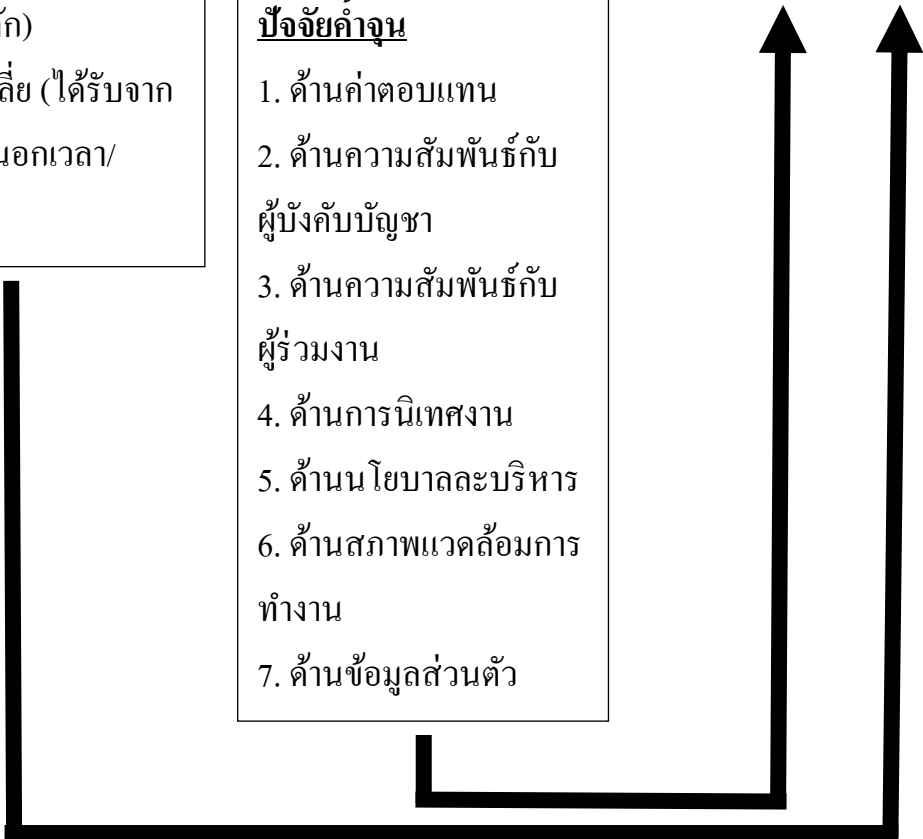 ลี่ย (ได้รับจาก
นอกเวลา/
ปัจจัยค้ำจุน
1. ด้านค่าตอบแทน
2. ด้านความสัมพันธ์กับ
ผู้บังคับบัญชา
3. ด้านความสัมพันธ์กับ
ผู้ร่วมงาน
4. ด้านการนิเทศงาน
5. ด้านนโยบาลละบริหาร
6. ด้านสภาพแวดล้อมการ
ทำงาน
7. ด้านข้อมูลส่วนตัว